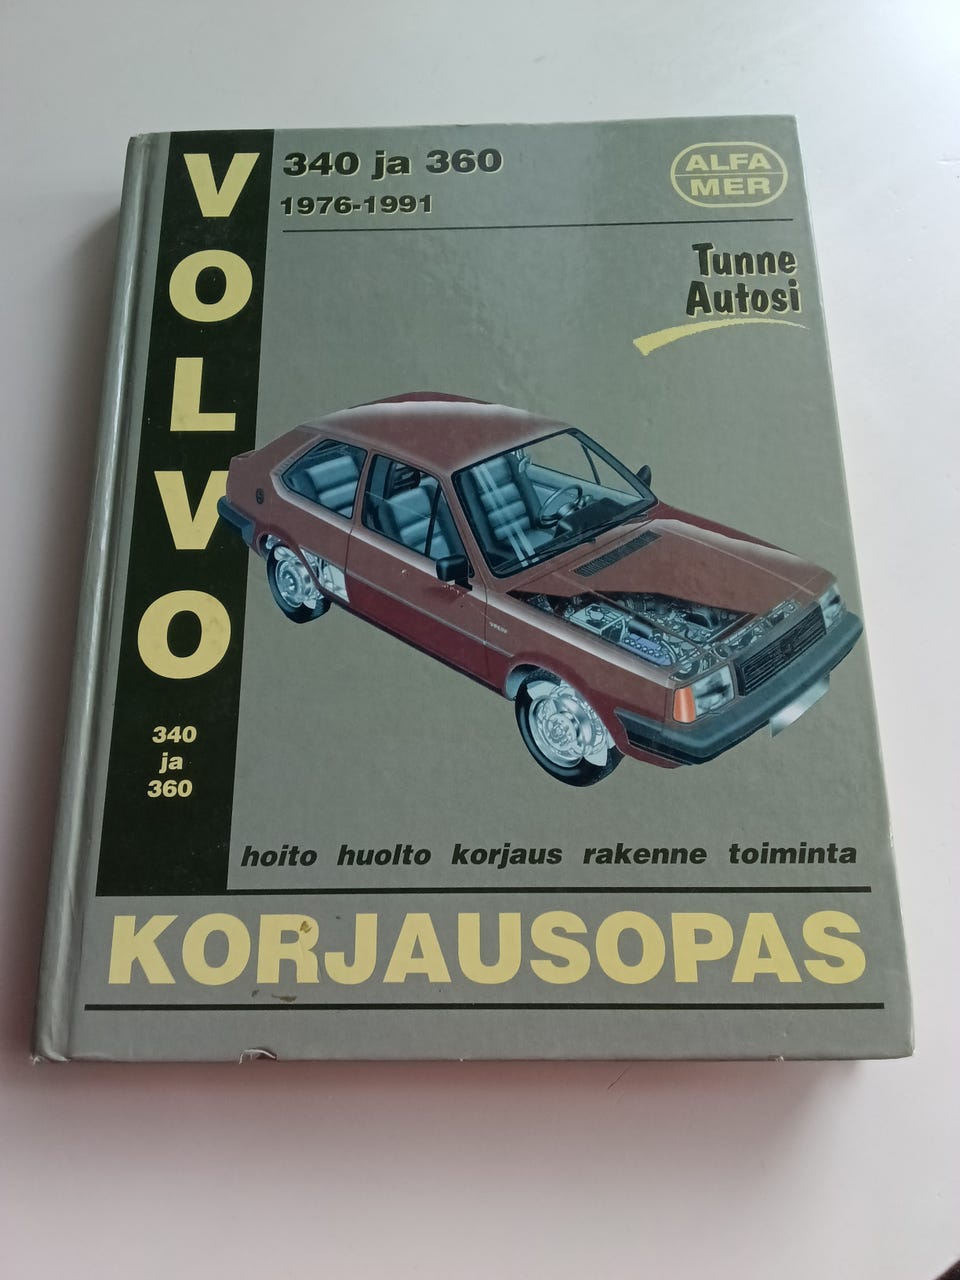 VOLVO
340
ja
360
340 ja 360
1976-1991
ALFA
MER
Tunne
Autosi
hoito huolto korjaus rakenne toiminta
KORJAUSOPAS